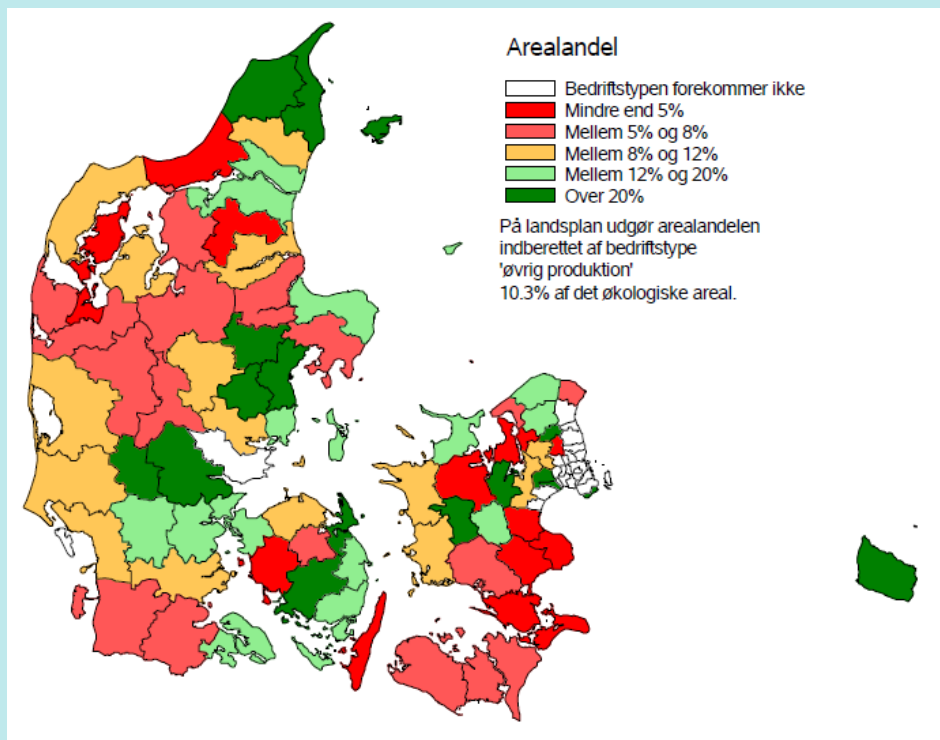 Arealandel
Bedriftstypen forekommer ikke
Mindre end 5%
Mellem 5% og 8%
Mellem 8% og 12%
Mellem 12% og 20%
Over 20%
På landsplan udgør arealandelen
indberettet af bedriftstype
'øvrig produktion'
10.3% af det økologiske areal.